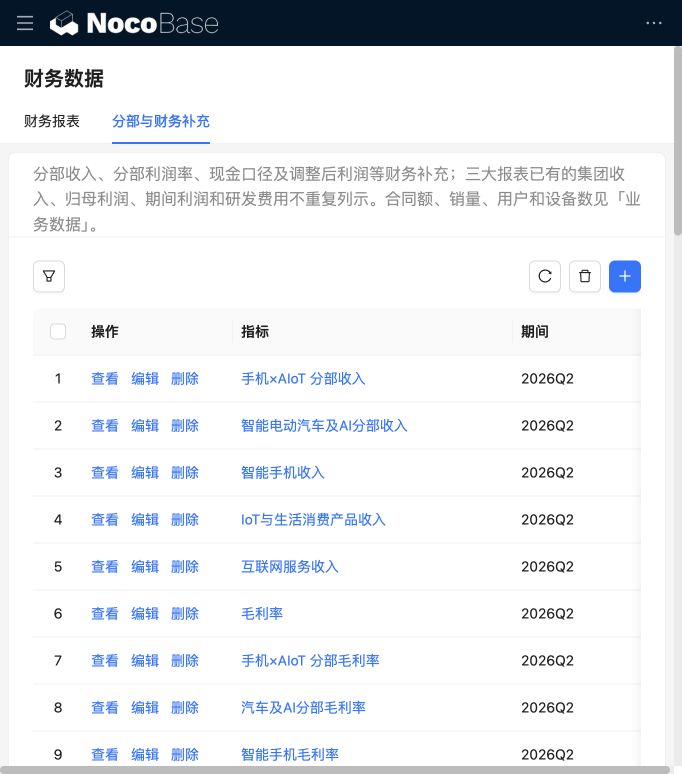 NocoBase
财务数据
财务报表 分部与财务补充
分部收入、分部利润率、现金口径及调整后利润等财务补充；三大报表已有的集团收
入、归母利润、期间利润和研发费用不重复列示。合同额、销量、用户和设备数见「业
务数据」。
操作 指标 期间
1 查看 编辑 删除 手机×AIoT 分部收入 2026Q2
2 查看 编辑 删除 智能电动汽车及AI分部收入 2026Q2
3 查看 编辑 删除 智能手机收入 2026Q2
4 查看 编辑 删除 IoT与生活消费产品收入 2026Q2
5 查看 编辑 删除 互联网服务收入 2026Q2
6 查看 编辑 删除 毛利率 2026Q2
7 查看 编辑 删除 手机×AIoT 分部毛利率 2026Q2
8 查看 编辑 删除 汽车及AI分部毛利率 2026Q2
9 查看 编辑 删除 智能手机毛利率 2026Q2